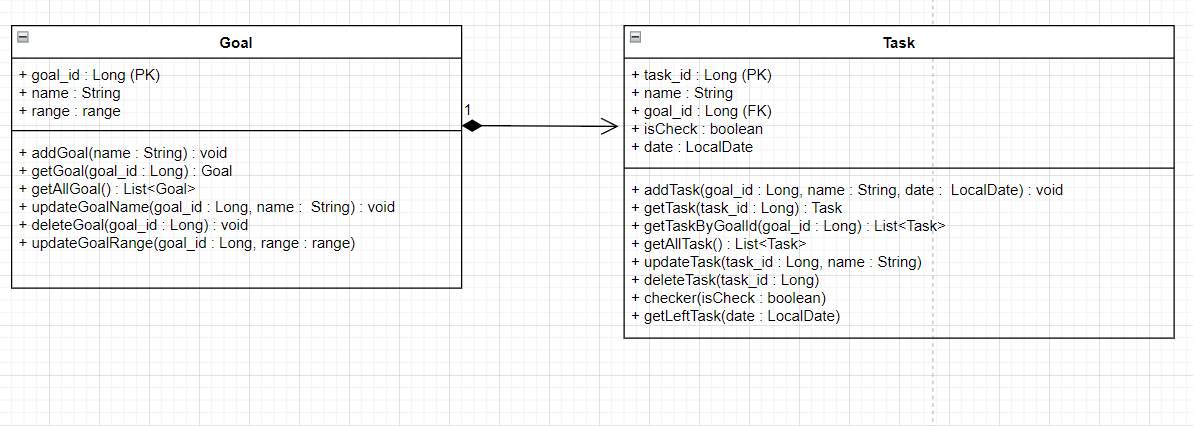 Goal
+ goal_id : Long (PK)
+ name : String
+ range : range
+ addGoal(name : String) : void
+ getGoal(goal_id : Long) : Goal
+ getAllGoal() : List<Goal>
+ updateGoalName(goal_id : Long, name :  String) : void
+ deleteGoal(goal_id : Long) : void
+ updateGoalRange(goal_id : Long, range : range)
1
Task
+ task_id : Long (PK)
+ name : String
+ goal_id : Long (FK)
+ isCheck : boolean
+ date : LocalDate
+ addTask(goal_id : Long, name : String, date :  LocalDate) : void
+ getTask(task_id : Long) : Task
+ getTaskByGoalId(goal_id : Long) : List<Task>
+ getAllTask() : List<Task>
+ updateTask(task_id : Long, name : String)
+ deleteTask(task_id : Long)
+ checker(isCheck : boolean)
+ getLeftTask(date : LocalDate)